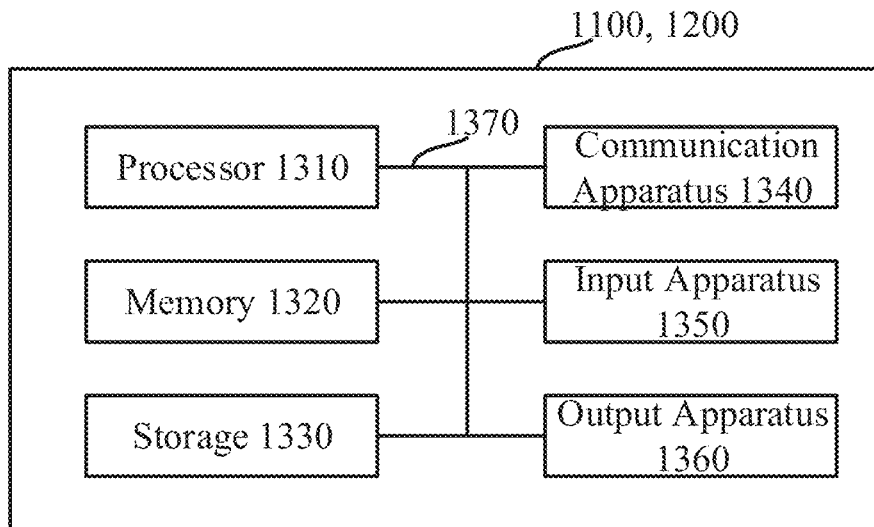 1100, 1200
1370
Processor 1310
Communication
Apparatus 1340
Memory 1320
Input Apparatus
1350
Storage 1330
Output Apparatus
1360